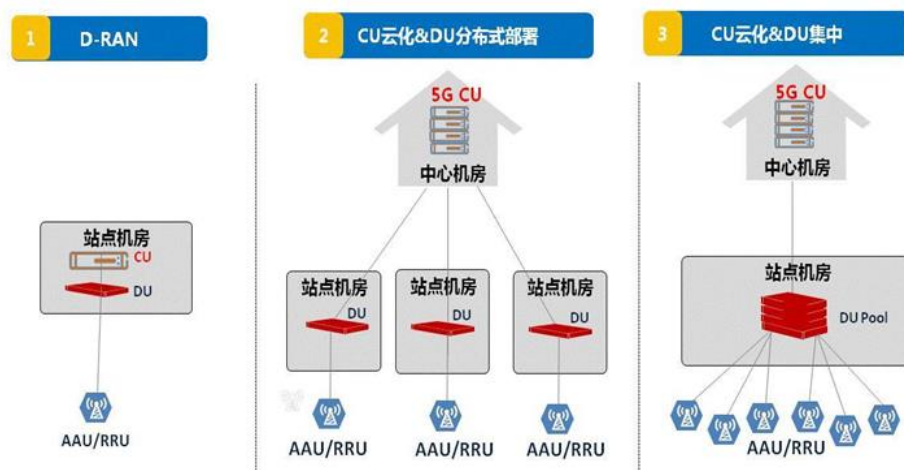 1 D-RAN
站点机房
CU
DU
AAU/RRU
2 CU云化&DU分布式部署
5G CU
中心机房
站点机房
DU
站点机房
DU
站点机房
DU
AAU/RRU
AAU/RRU
AAU/RRU
3 CU云化&DU集中
5G CU
中心机房
站点机房
DU Pool
AAU/RRU